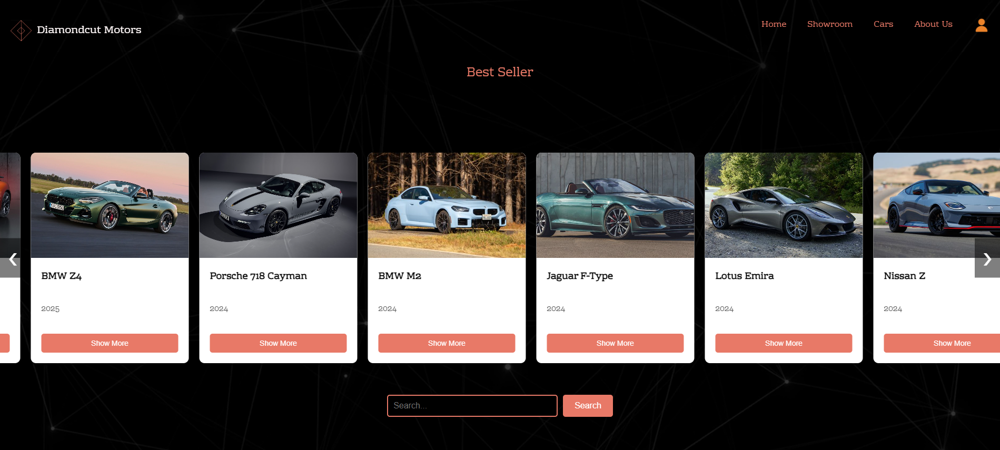 Diamondcut Motors
Home
Showroom
Cars
About Us
Best Seller
BMW Z4
Porsche 718 Cayman
BMW M2
Jaguar F-Type
Lotus Emira
Nissan Z
2025
2024
2024
2024
2024
2024
Show More
Show More
Show More
Show More
Show More
Show More
Search...
Search